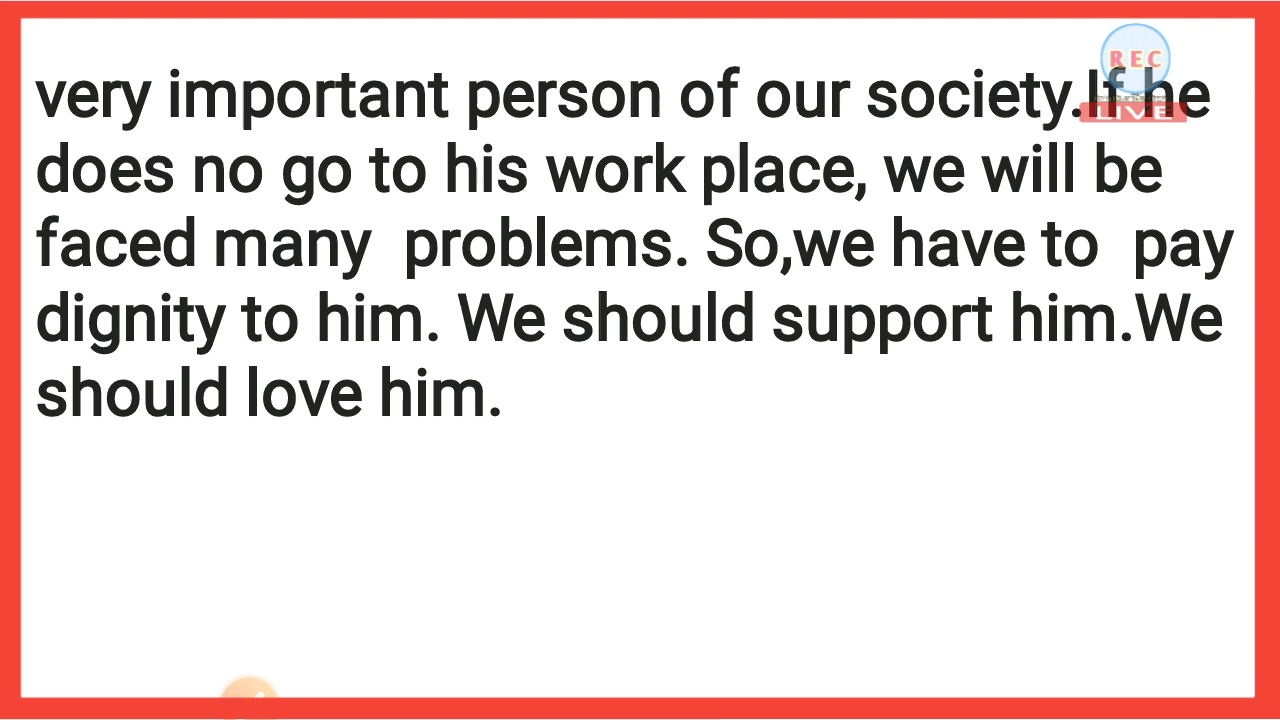 very important person of our society.If he
does no go to his work place, we will be
faced many  problems. So,we have to  pay
dignity to him. We should support him.We
should love him.
REC
LIVE